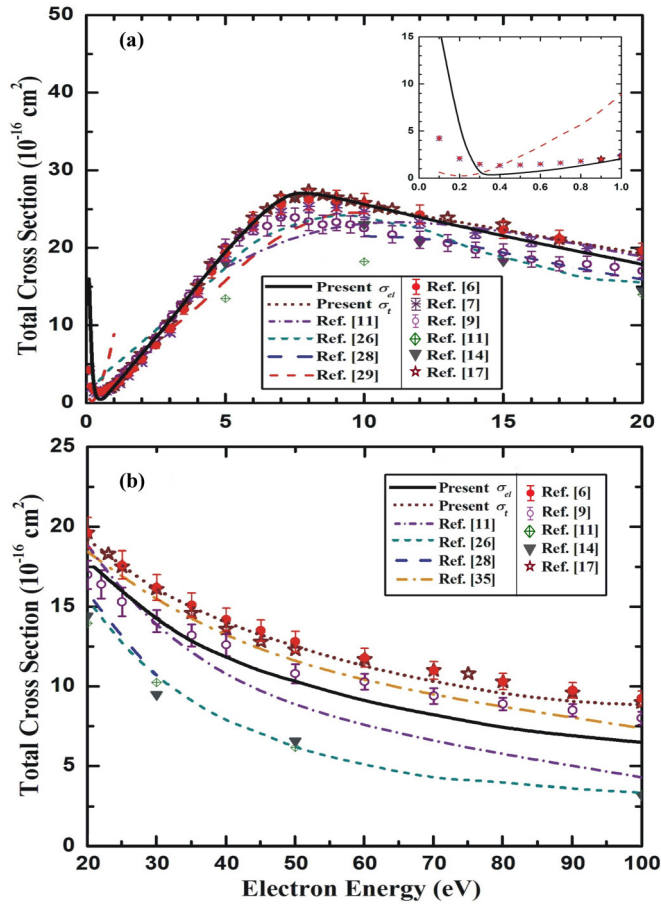 (a)
Total Cross Section (10⁻¹⁶ cm²)
50
40
30
20
10
0
15
10
5
0
0.0 0.2 0.4 0.6 0.8 1.0
Present σel
Present σt
Ref. [11]
Ref. [26]
Ref. [28]
Ref. [29]
Ref. [6]
Ref. [7]
Ref. [9]
Ref. [11]
Ref. [14]
Ref. [17]
0 5 10 15 20
(b)
Total Cross Section (10⁻¹⁶ cm²)
25
20
15
10
5
0
Present σel
Present σt
Ref. [11]
Ref. [26]
Ref. [28]
Ref. [35]
Ref. [6]
Ref. [9]
Ref. [11]
Ref. [14]
Ref. [17]
20 30 40 50 60 70 80 90 100
Electron Energy (eV)